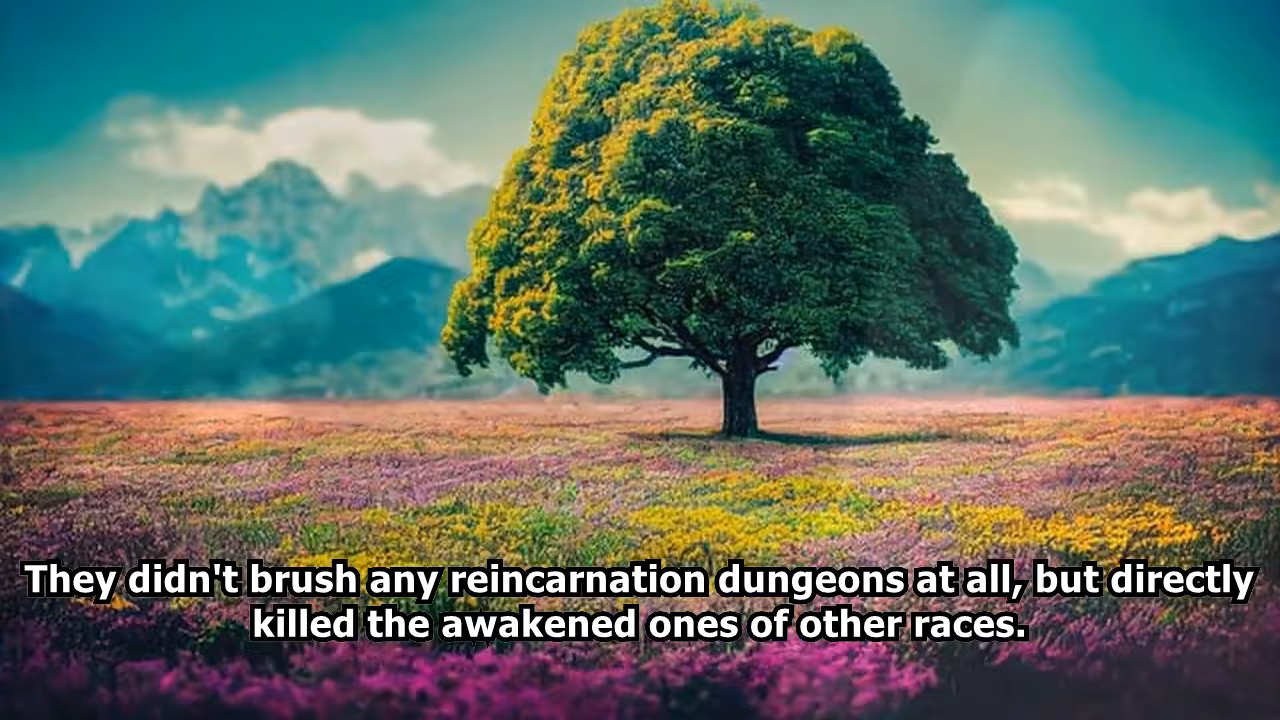 They didn't brush any reincarnation dungeons at all, but directly
killed the awakened ones of other races.